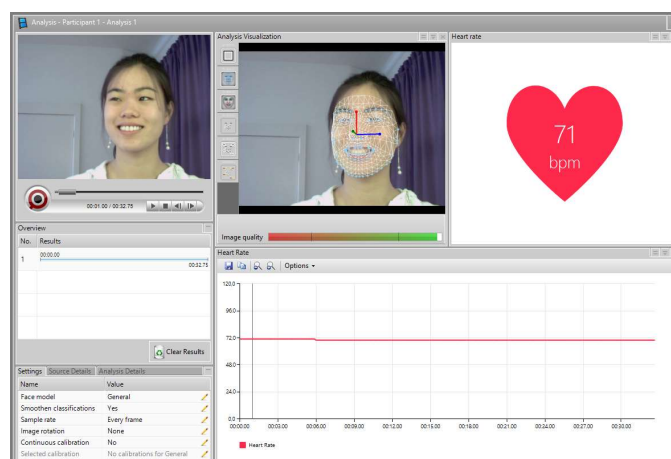 Analysis - Participant 1 - Analysis 1
00:01.00 / 00:32.75
Analysis Visualization
Image quality
Heart rate
71
bpm
Overview
No. Results
1 00:00.00
00:32.75
Clear Results
Settings Source Details Analysis Details
Name Value
Face model General
Smoothen classifications Yes
Sample rate Every frame
Image rotation None
Continuous calibration No
Selected calibration No calibrations for General
Heart Rate
Options
120.0
96.0
72.0
48.0
24.0
0.0
00:00.00 00:03.00 00:06.00 00:09.00 00:12.00 00:15.00 00:18.00 00:21.00 00:24.00 00:27.00 00:30.00
Heart Rate